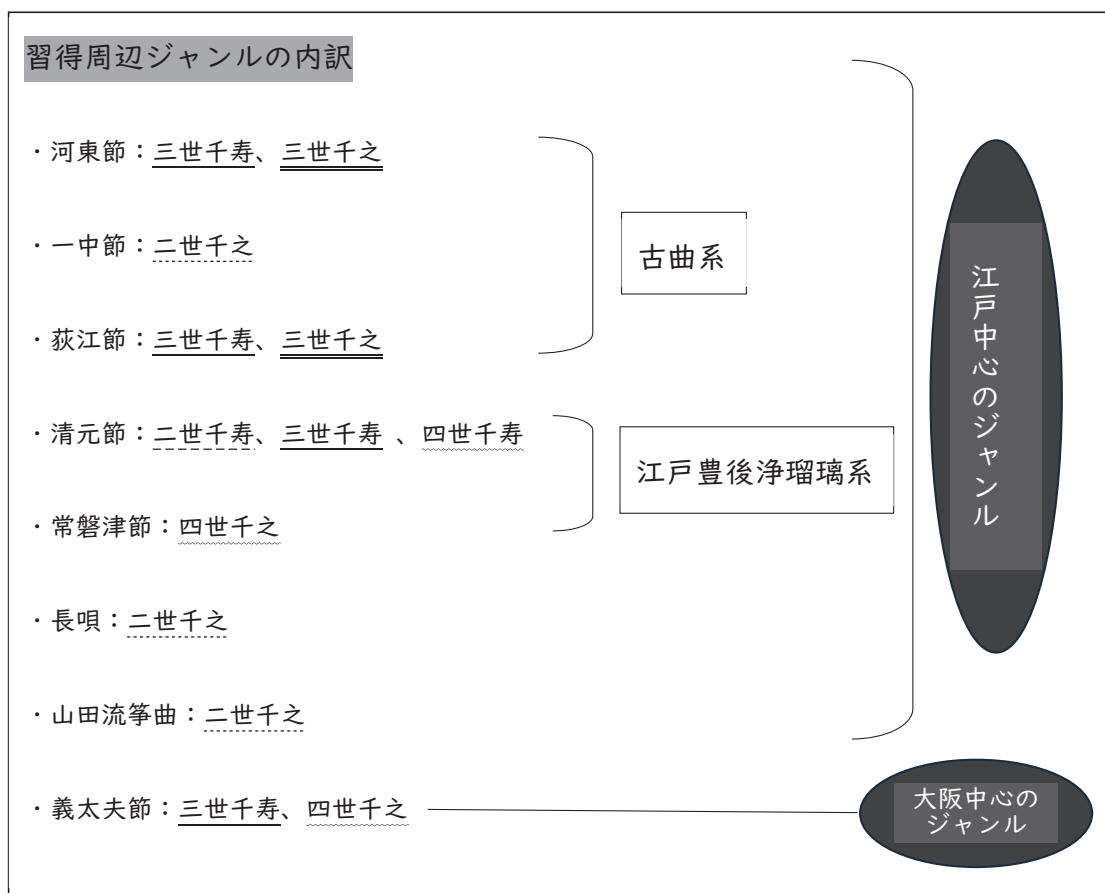 習得周辺ジャンルの内訳
・河東節：三世千寿、三世千之
・一中節：二世千之
・荻江節：三世千寿、三世千之
古曲系
・清元節：二世千寿、三世千寿 、四世千寿
・常磐津節：四世千之
江戸豊後浄瑠璃系
・長唄：二世千之
・山田流箏曲：二世千之
江戸中心のジャンル
・義太夫節：三世千寿、四世千之
大阪中心の
ジャンル